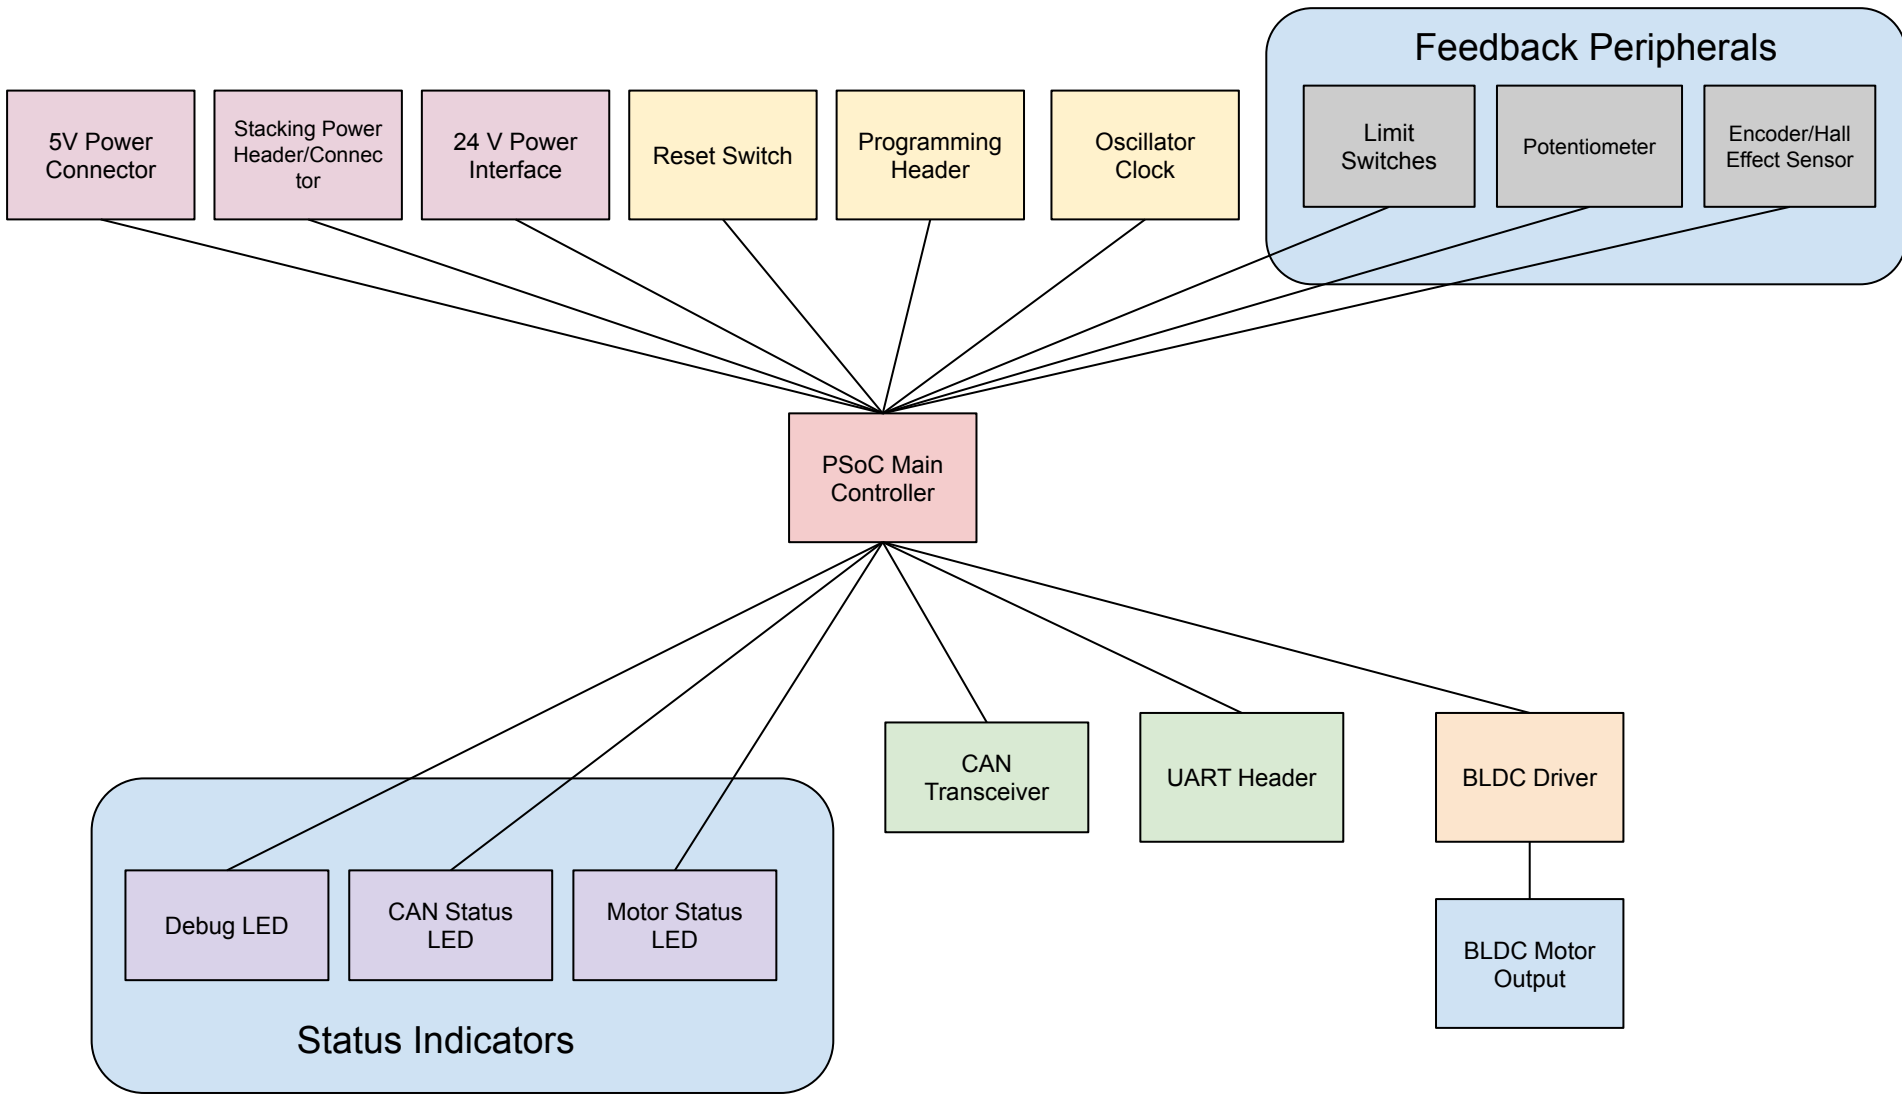 Feedback Peripherals
5V Power
Connector
Stacking Power
Header/Connec
tor
24 V Power
Interface
Reset Switch
Programming
Header
Oscillator
Clock
Limit
Switches
Potentiometer
Encoder/Hall
Effect Sensor
PSoC Main
Controller
CAN
Transceiver
UART Header
BLDC Driver
Debug LED
CAN Status
LED
Motor Status
LED
BLDC Motor
Output
Status Indicators